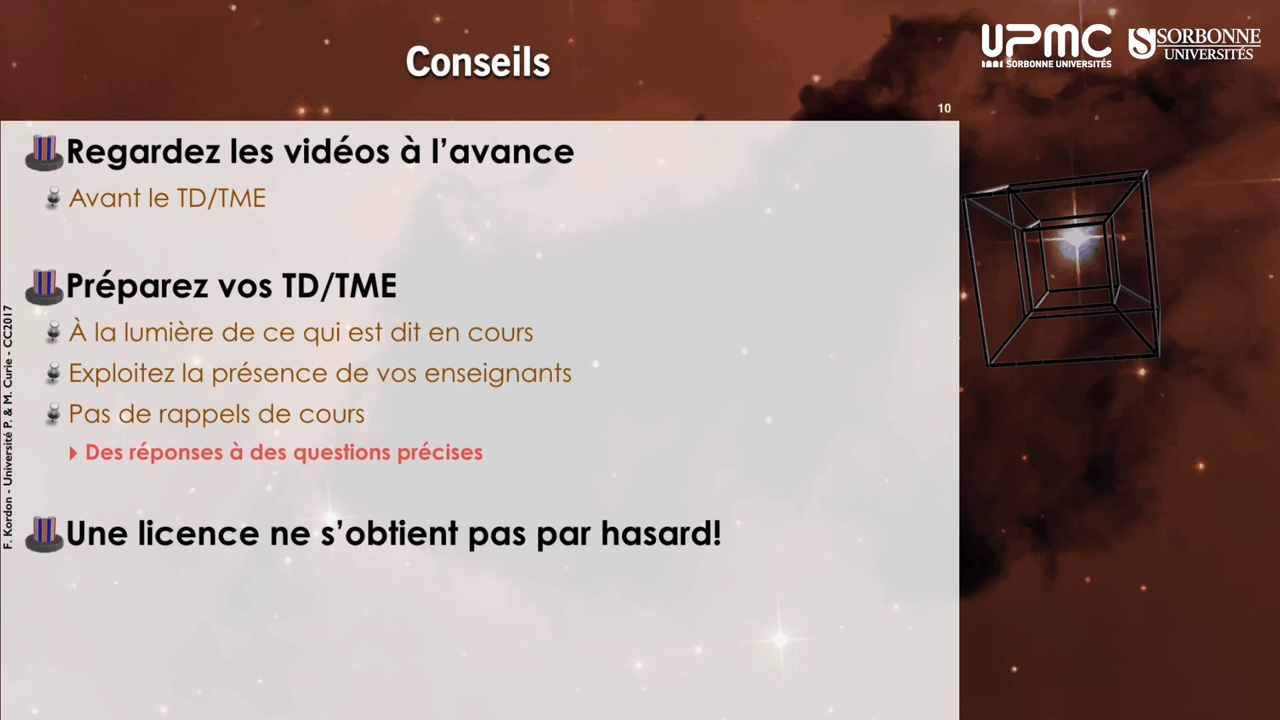 Conseils
UPMC
SORBONNE UNIVERSITÉS
SORBONNE
UNIVERSITÉS
10
Regardez les vidéos à l’avance
Avant le TD/TME
Préparez vos TD/TME
À la lumière de ce qui est dit en cours
Exploitez la présence de vos enseignants
Pas de rappels de cours
Des réponses à des questions précises
Une licence ne s’obtient pas par hasard!
F. Kordon - Université P. & M. Curie - CC2017